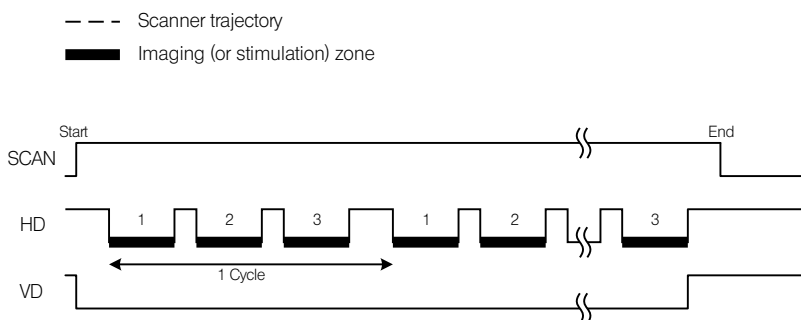 Scanner trajectory
Imaging (or stimulation) zone
Start End
SCAN
HD 1 2 3 1 2 3
1 Cycle
VD